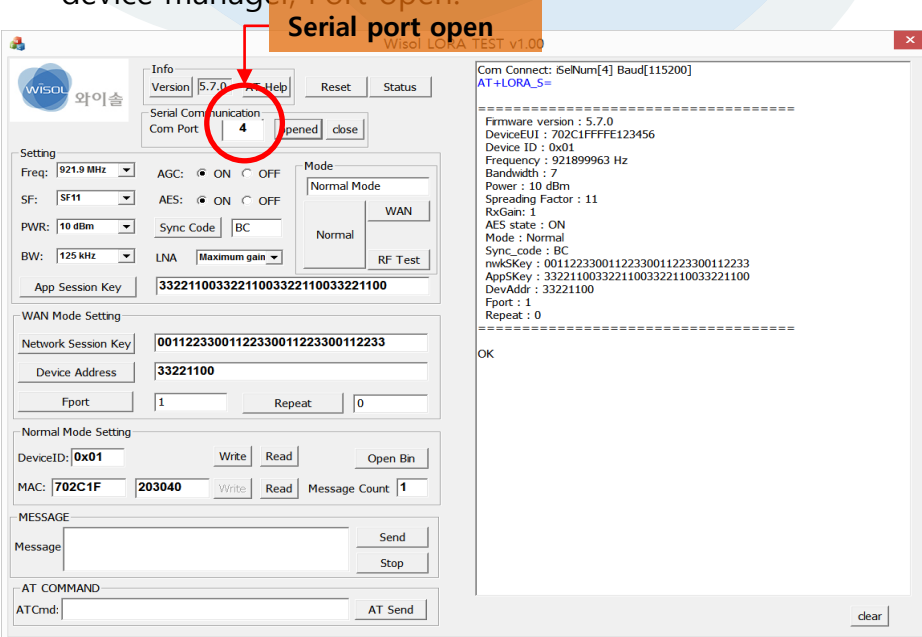 device manager, Port open.
Serial port open
Wisol LORA TEST v1.00
WiSOL 와이솔
Info
Version 5.7.0 AT Help Reset Status
Serial Communication
Com Port 4 opened close
Setting
Freq: 921.9 MHz AGC: ON OFF
SF: SF11 AES: ON OFF
PWR: 10 dBm Sync Code BC
BW: 125 kHz LNA Maximum gain
Mode
Normal Mode
WAN
Normal
RF Test
App Session Key 33221100332211003322110033221100
WAN Mode Setting
Network Session Key 00112233001122330011223300112233
Device Address 33221100
Fport 1 Repeat 0
Normal Mode Setting
DeviceID: 0x01 Write Read Open Bin
MAC: 702C1F 203040 Write Read Message Count 1
MESSAGE
Message Send
Stop
AT COMMAND
ATCmd: AT Send
Com Connect: iSelNum[4] Baud[115200]
AT+LORA_S=
=====================================
Firmware version : 5.7.0
DeviceEUI : 702C1FFFFE123456
Device ID : 0x01
Frequency : 921899963 Hz
Bandwidth : 7
Power : 10 dBm
Spreading Factor : 11
RxGain: 1
AES state : ON
Mode : Normal
Sync_code : BC
nwkSKey : 00112233001122330011223300112233
AppSKey : 33221100332211003322110033221100
DevAddr : 33221100
Fport : 1
Repeat : 0
=====================================
OK
clear